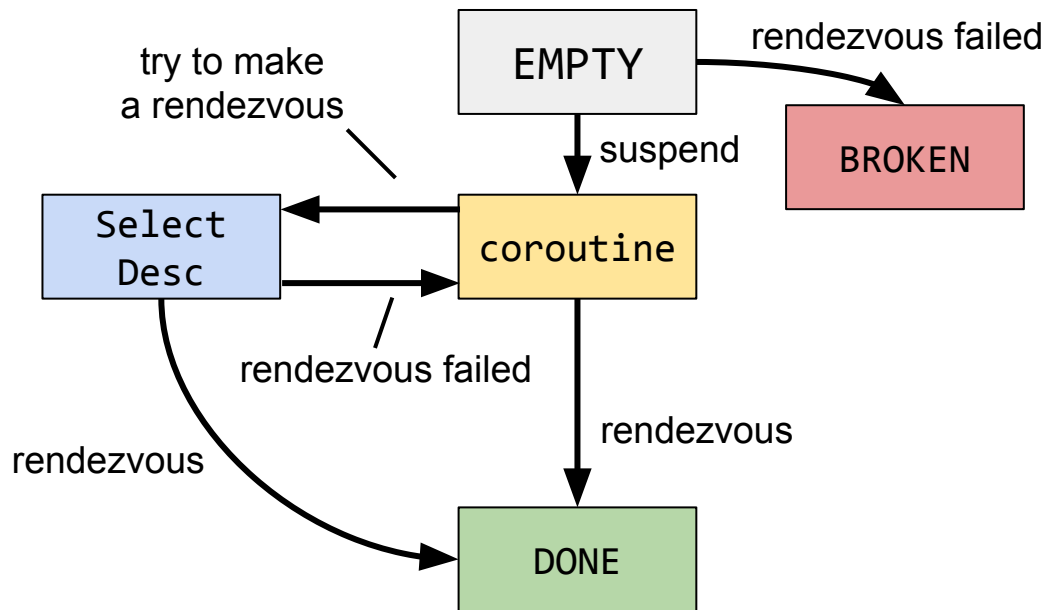 EMPTY
rendezvous failed
try to make
a rendezvous
suspend
BROKEN
Select
Desc
coroutine
rendezvous failed
rendezvous
rendezvous
DONE